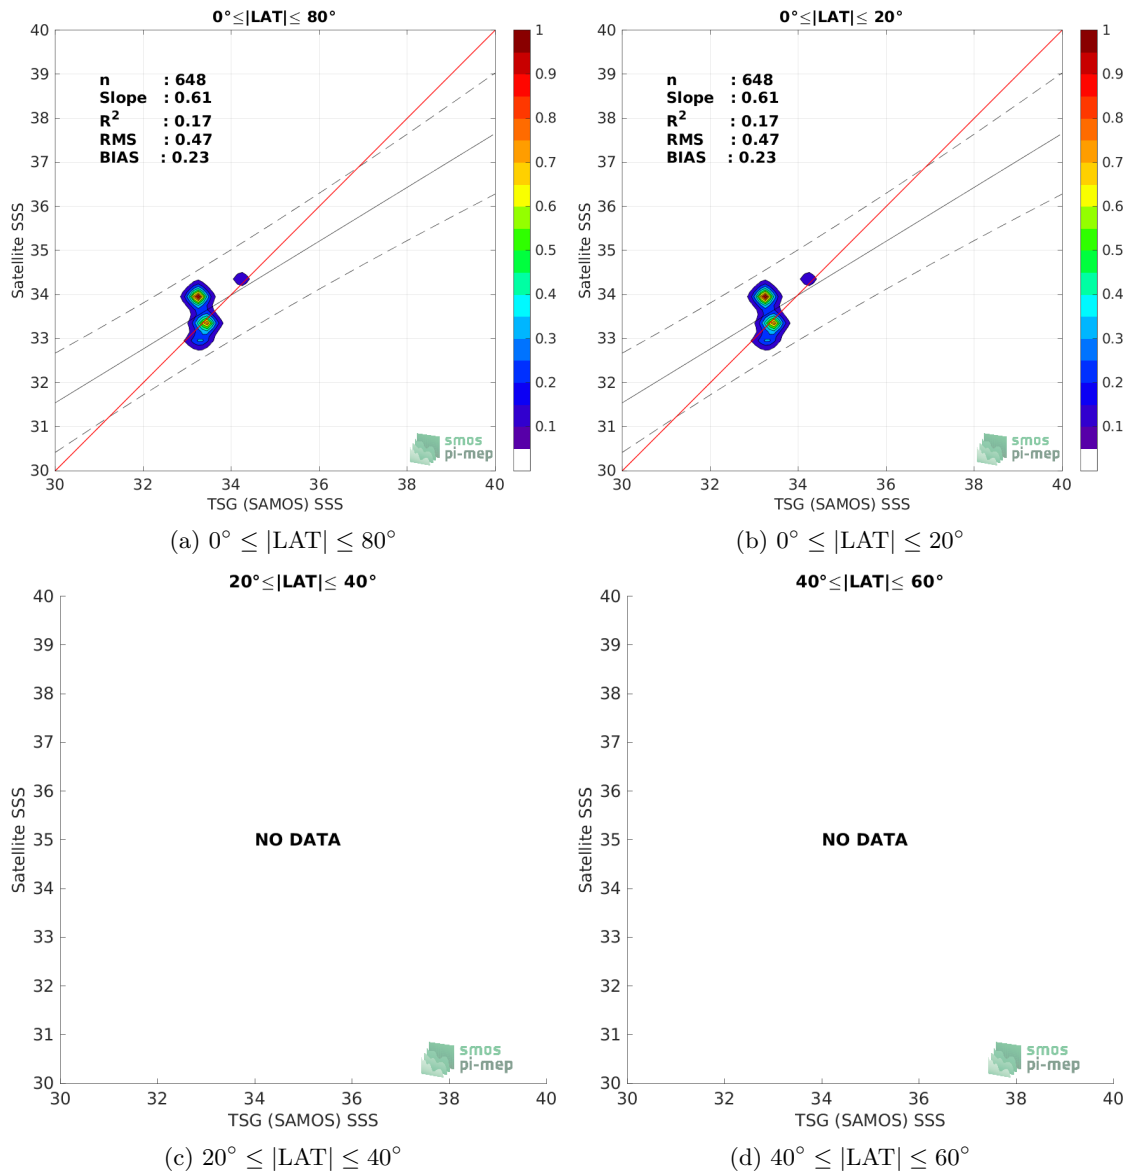 0°≤|LAT|≤ 80°
n : 648
Slope : 0.61
R² : 0.17
RMS : 0.47
BIAS : 0.23
40
39
38
37
36
35
34
33
32
31
30
Satellite SSS
30 32 34 36 38 40
TSG (SAMOS) SSS
1
0.9
0.8
0.7
0.6
0.5
0.4
0.3
0.2
0.1
smos
pi-mep
(a) 0° ≤ |LAT| ≤ 80°
0°≤|LAT|≤ 20°
n : 648
Slope : 0.61
R² : 0.17
RMS : 0.47
BIAS : 0.23
40
39
38
37
36
35
34
33
32
31
30
Satellite SSS
30 32 34 36 38 40
TSG (SAMOS) SSS
1
0.9
0.8
0.7
0.6
0.5
0.4
0.3
0.2
0.1
smos
pi-mep
(b) 0° ≤ |LAT| ≤ 20°
20°≤|LAT|≤ 40°
40
39
38
37
36
35
34
33
32
31
30
Satellite SSS
NO DATA
30 32 34 36 38 40
TSG (SAMOS) SSS
smos
pi-mep
(c) 20° ≤ |LAT| ≤ 40°
40°≤|LAT|≤ 60°
40
39
38
37
36
35
34
33
32
31
30
Satellite SSS
NO DATA
30 32 34 36 38 40
TSG (SAMOS) SSS
smos
pi-mep
(d) 40° ≤ |LAT| ≤ 60°